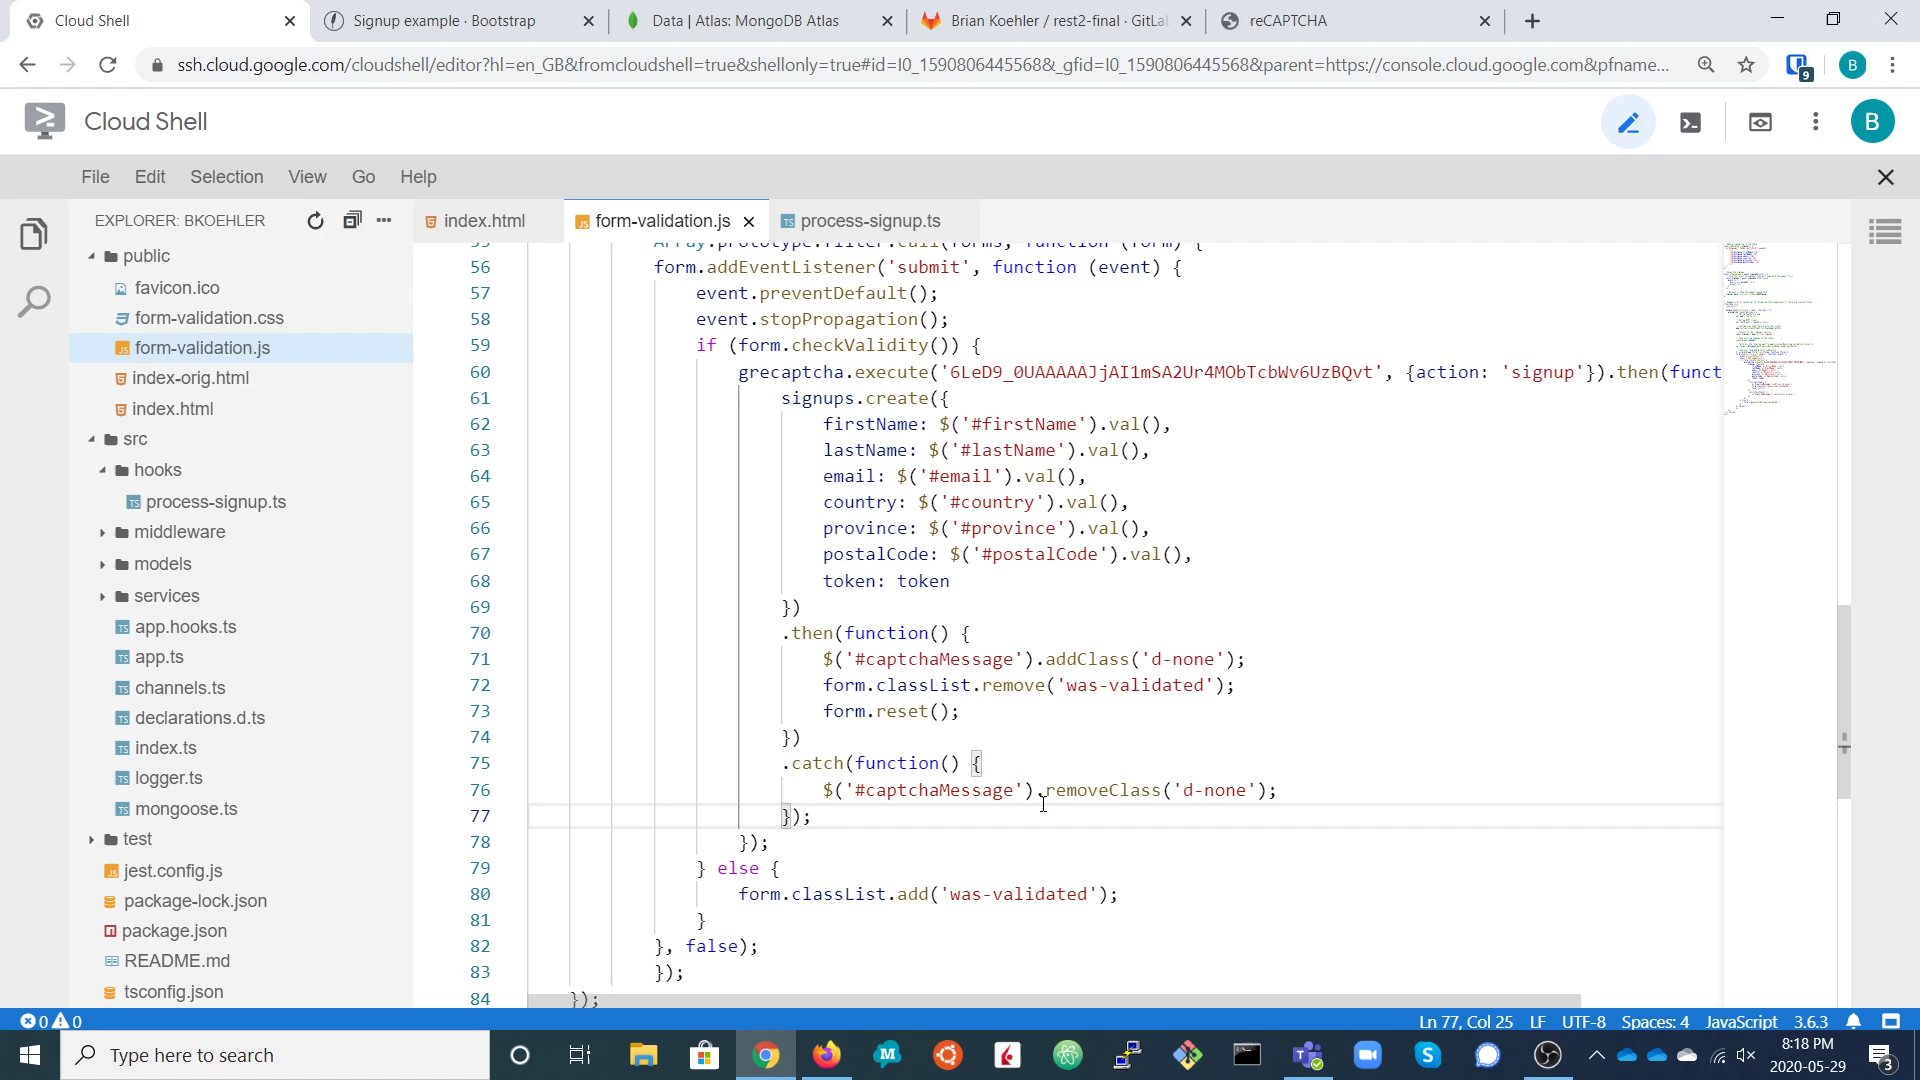 Cloud Shell
Signup example · Bootstrap
Data | Atlas: MongoDB Atlas
Brian Koehler / rest2-final · GitLab
reCAPTCHA
ssh.cloud.google.com/cloudshell/editor?hl=en_GB&fromcloudshell=true&shellonly=true#id=I0_1590806445568&_gfid=I0_1590806445568&parent=https://console.cloud.google.com&pfname...
9
B
Cloud Shell
B
File Edit Selection View Go Help
EXPLORER: BKOEHLER
index.html
form-validation.js
process-signup.ts
public
favicon.ico
form-validation.css
form-validation.js
index-orig.html
index.html
src
hooks
process-signup.ts
middleware
models
services
app.hooks.ts
app.ts
channels.ts
declarations.d.ts
index.ts
logger.ts
mongoose.ts
test
jest.config.js
package-lock.json
package.json
README.md
tsconfig.json
55 Array.prototype.filter.call(forms, function (form) {
56 form.addEventListener('submit', function (event) {
57 event.preventDefault();
58 event.stopPropagation();
59 if (form.checkValidity()) {
60 grecaptcha.execute('6LeD9_0UAAAAAJjAI1mSA2Ur4MObTcbWv6UzBQvt', {action: 'signup'}).then(funct
61 signups.create({
62 firstName: $('#firstName').val(),
63 lastName: $('#lastName').val(),
64 email: $('#email').val(),
65 country: $('#country').val(),
66 province: $('#province').val(),
67 postalCode: $('#postalCode').val(),
68 token: token
69 })
70 .then(function() {
71 $('#captchaMessage').addClass('d-none');
72 form.classList.remove('was-validated');
73 form.reset();
74 })
75 .catch(function() {
76 $('#captchaMessage').removeClass('d-none');
77 });
78 });
79 } else {
80 form.classList.add('was-validated');
81 }
82 }, false);
83 });
84 });
0 0
Ln 77, Col 25 LF UTF-8 Spaces: 4 JavaScript 3.6.3
Type here to search
8:18 PM
2020-05-29
3